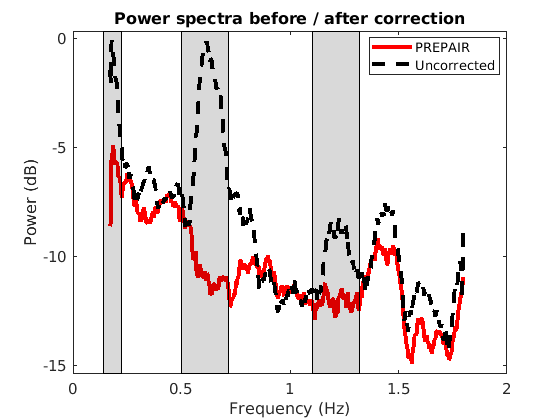 Power spectra before / after correction
PREPAIR
Uncorrected
Power (dB)
0
-5
-10
-15
0
0.5
1
1.5
2
Frequency (Hz)